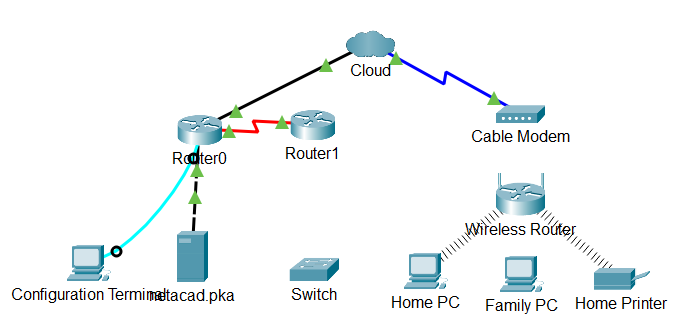 Cloud
Cable Modem
Router0
Router1
Wireless Router
Configuration Terminal
netacad.pka
Switch
Home PC
Family PC
Home Printer